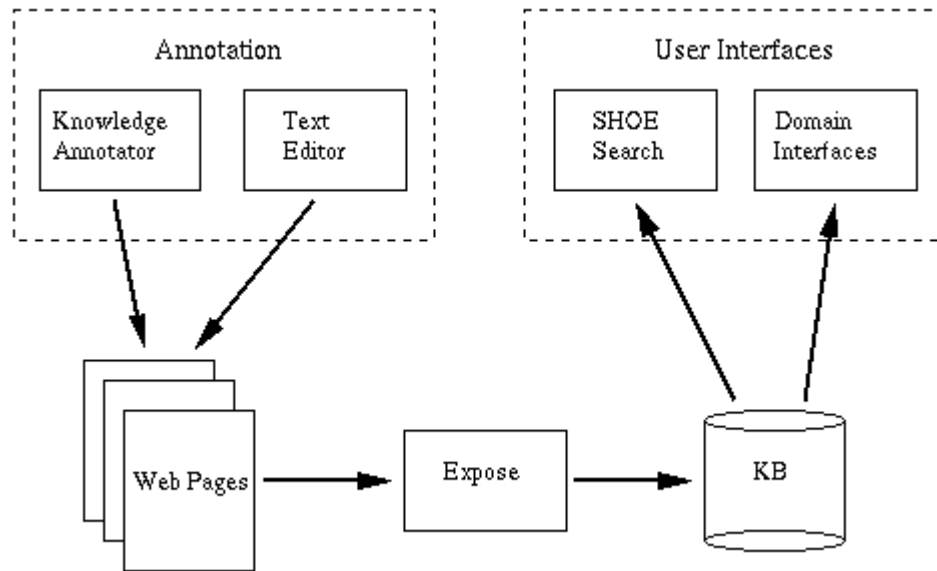 Annotation
Knowledge
Annotator
Text
Editor
User Interfaces
SHOE
Search
Domain
Interfaces
Web Pages
Expose
KB